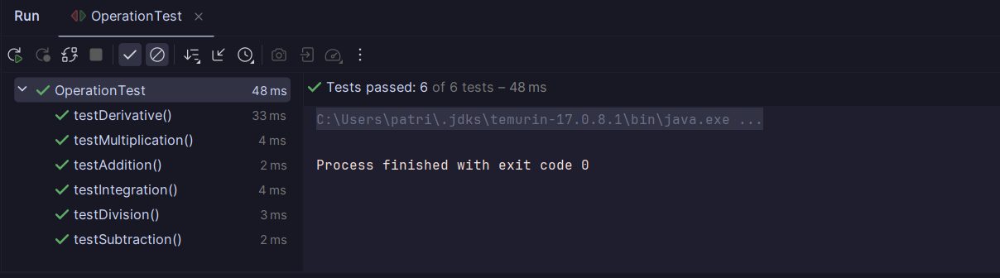 Run OperationTest
OperationTest 48 ms
testDerivative() 33 ms
testMultiplication() 4 ms
testAddition() 2 ms
testIntegration() 4 ms
testDivision() 3 ms
testSubtraction() 2 ms
Tests passed: 6 of 6 tests – 48 ms
C:\Users\patri\.jdks\temurin-17.0.8.1\bin\java.exe ...
Process finished with exit code 0